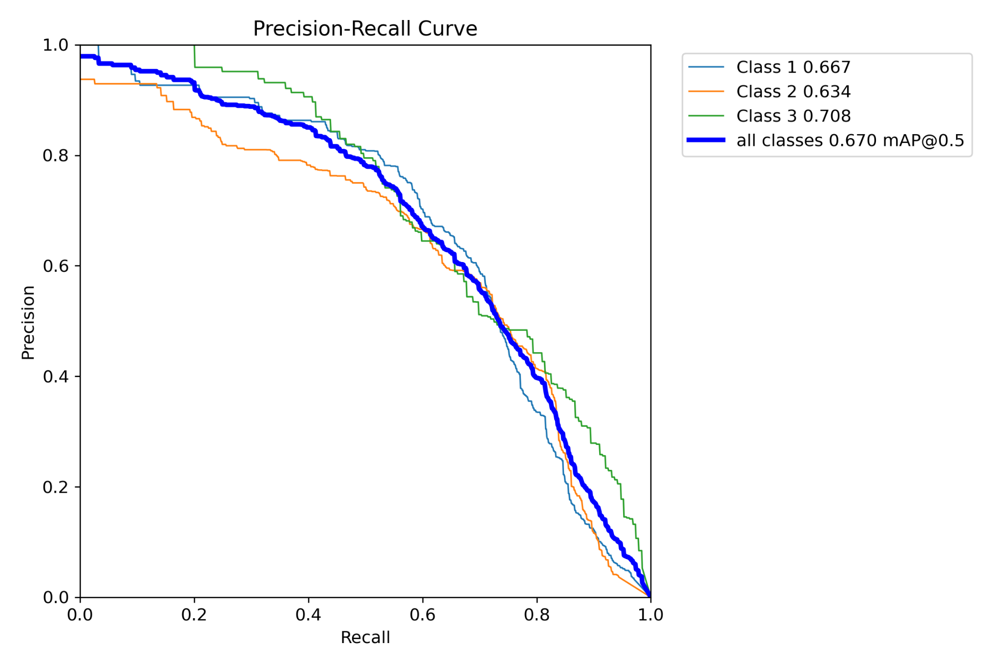 Precision-Recall Curve
1.0
0.8
0.6
0.4
0.2
0.0
Precision
0.0 0.2 0.4 0.6 0.8 1.0
Recall
Class 1 0.667
Class 2 0.634
Class 3 0.708
all classes 0.670 mAP@0.5